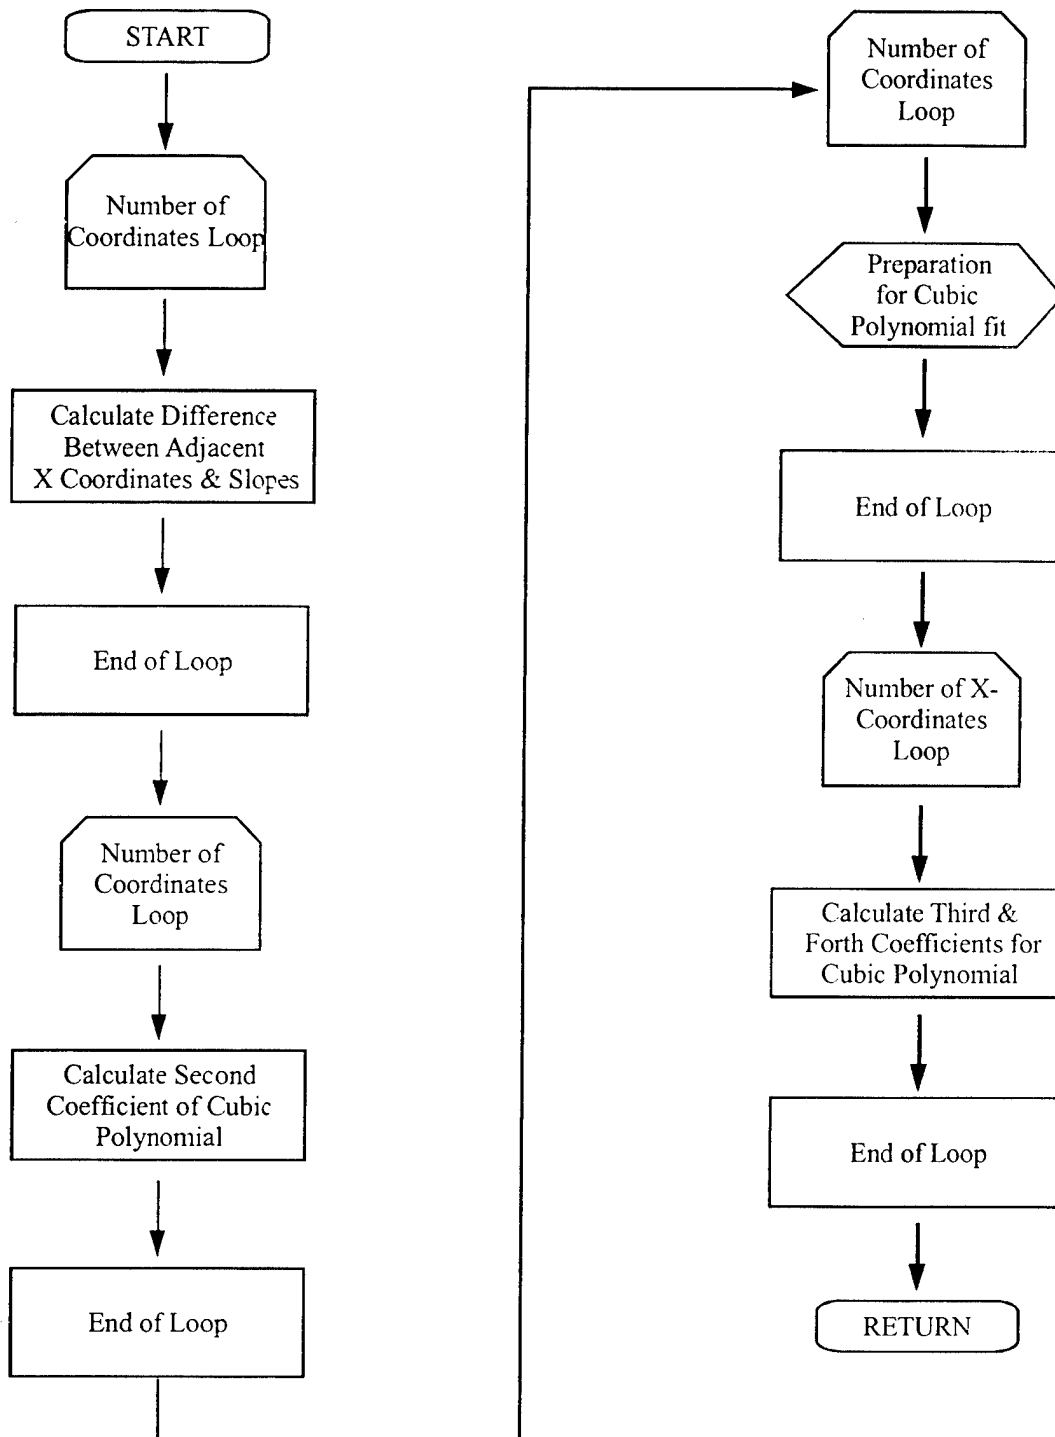 START
Number of
Coordinates Loop
Calculate Difference
Between Adjacent
X Coordinates & Slopes
End of Loop
Number of
Coordinates
Loop
Calculate Second
Coefficient of Cubic
Polynomial
End of Loop
Number of
Coordinates
Loop
Preparation
for Cubic
Polynomial fit
End of Loop
Number of X-
Coordinates
Loop
Calculate Third &
Forth Coefficients for
Cubic Polynomial
End of Loop
RETURN